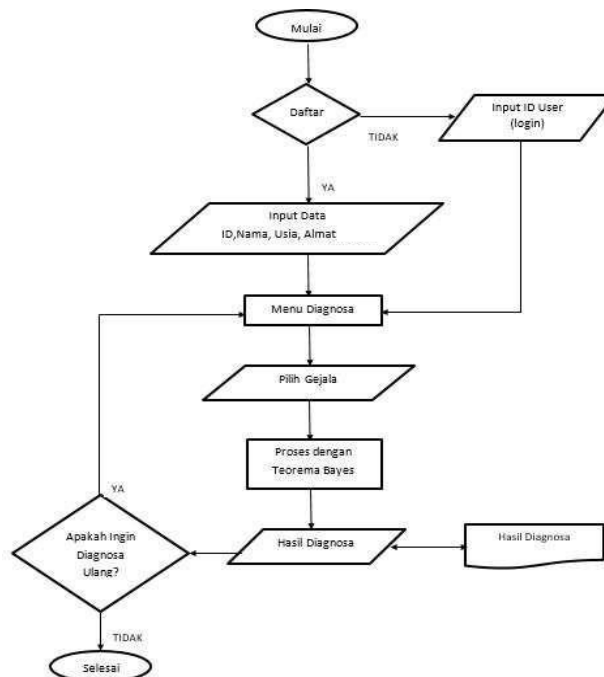 Mulai
Daftar
TIDAK
Input ID User
(login)
YA
Input Data
ID,Nama, Usia, Almat
Menu Diagnosa
Pilih Gejala
Proses dengan
Teorema Bayes
YA
Apakah Ingin
Diagnosa
Ulang?
Hasil Diagnosa
Hasil Diagnosa
TIDAK
Selesai